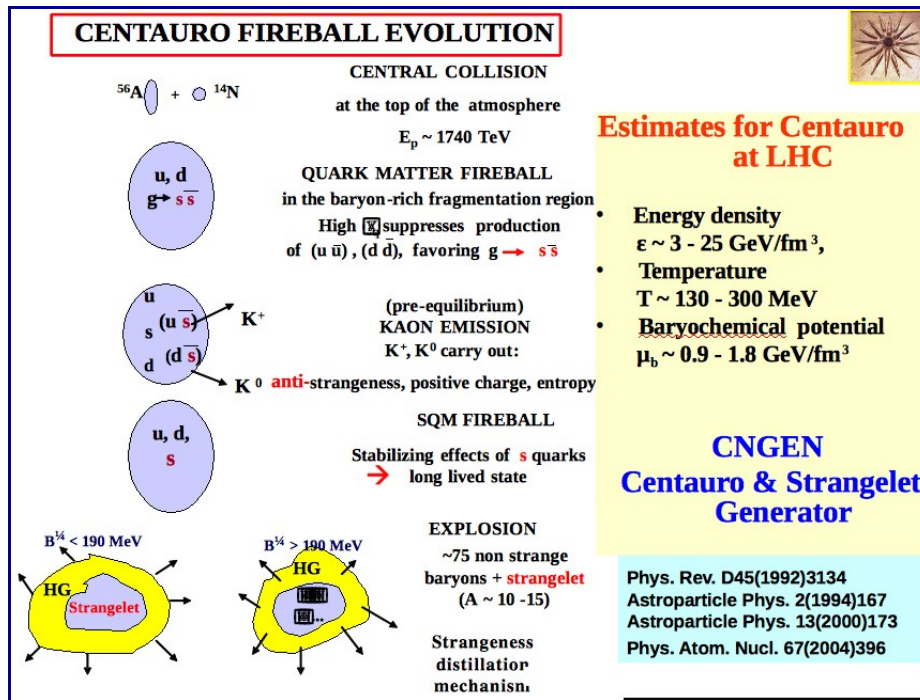 CENTAURO FIREBALL EVOLUTION
⁵⁶A + ¹⁴N
CENTRAL COLLISION
at the top of the atmosphere
Eₚ ~ 1740 TeV
u, d
g→ s s̅
QUARK MATTER FIREBALL
in the baryon-rich fragmentation region
High suppresses production
of (u u̅) , (d d̅), favoring g → s s̅
u
s (u s̅)
d (d s̅)
K⁺
K⁰
(pre-equilibrium)
KAON EMISSION
K⁺, K⁰ carry out:
anti-strangeness, positive charge, entropy
u, d,
s
SQM FIREBALL
Stabilizing effects of s quarks
→ long lived state
B¼ < 190 MeV
HG
Strangelet
B¼ > 190 MeV
HG
..
EXPLOSION
~75 non strange
baryons + strangelet
(A ~ 10 -15)
Strangeness
distillation
mechanism
Estimates for Centauro
at LHC
• Energy density
ε ~ 3 - 25 GeV/fm³,
• Temperature
T ~ 130 - 300 MeV
• Baryochemical potential
μb ~ 0.9 - 1.8 GeV/fm³
CNGEN
Centauro & Strangelet
Generator
Phys. Rev. D45(1992)3134
Astroparticle Phys. 2(1994)167
Astroparticle Phys. 13(2000)173
Phys. Atom. Nucl. 67(2004)396